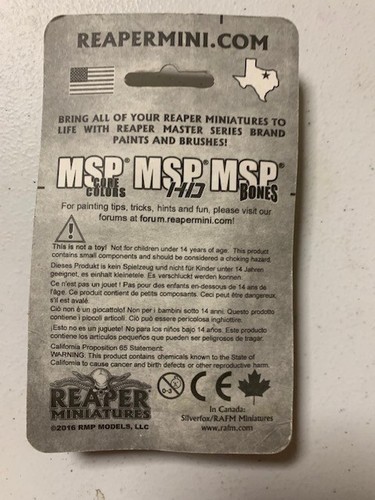 REAPERMINI.COM
BRING ALL OF YOUR REAPER MINIATURES TO
LIFE WITH REAPER MASTER SERIES BRAND
PAINTS AND BRUSHES!
MSP® MSP® MSP®
CORE COLORS HD BONES
For painting tips, tricks, hints and fun, please visit our
forums at forum.reapermini.com!
This is not a toy! Not for children under 14 years of age. This product
contains small components and should be considered a choking hazard.
Dieses Produkt is kein Spielzeug und nicht für Kinder unter 14 Jahren
geeignet, es einhalt kleineteile. Es verschluckt werden konnen.
Ce n'est pas un jouet ! Pas pour des enfants en-dessous de 14 ans de
l'âge. Ce produit contient de petits composants. Ceci peut être dangereux,
s'il est avalé.
Ciò non è un giocattolo! Non per i bambini sotto 14 anni: Questo prodotto
contiene i piccoli articoli. Ciò può essere pericolosa inghiottine.
¡Esto no es un juguete! No para los niños bajo 14 años. Este producto
contiene los artículos pequeños que pueden ser peligrosos de tragar.
California Proposition 65 Statement:
WARNING: This product contains chemicals known to the State of
California to cause cancer and birth defects or other reproductive harm.
REAPER
MINIATURES
©2016 RMP MODELS, LLC
0-3
CE
In Canada:
Silverfox/RAFM Miniatures
www.rafm.com